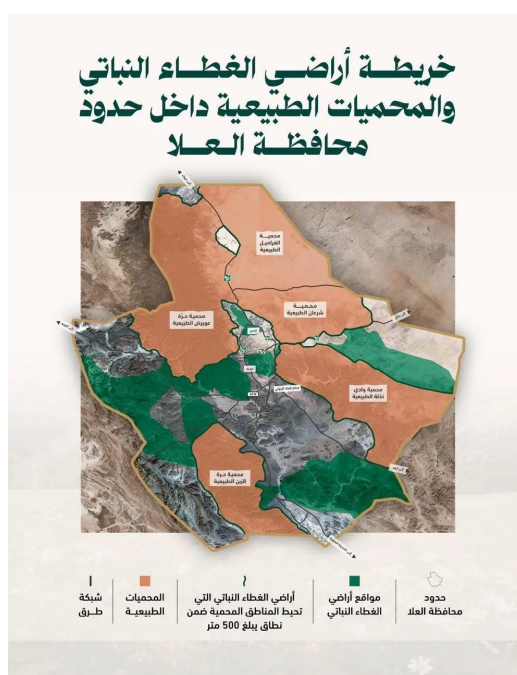 خريطة أراضي الغطاء النباتي
والمحميات الطبيعية داخل حدود
محافظة العلا
محمية
الغراميل
الطبيعية
محمية
شرعان الطبيعية
محمية حرة
عويرض الطبيعية
محمية وادي
نخلة الطبيعية
محمية حرة
الزبن الطبيعية
حدود
محافظة العلا
مواقع أراضي
الغطاء النباتي
أراضي الغطاء النباتي التي
تحيط المناطق المحمية ضمن
نطاق يبلغ 500 متر
المحميات
الطبيعية
شبكة
طرق